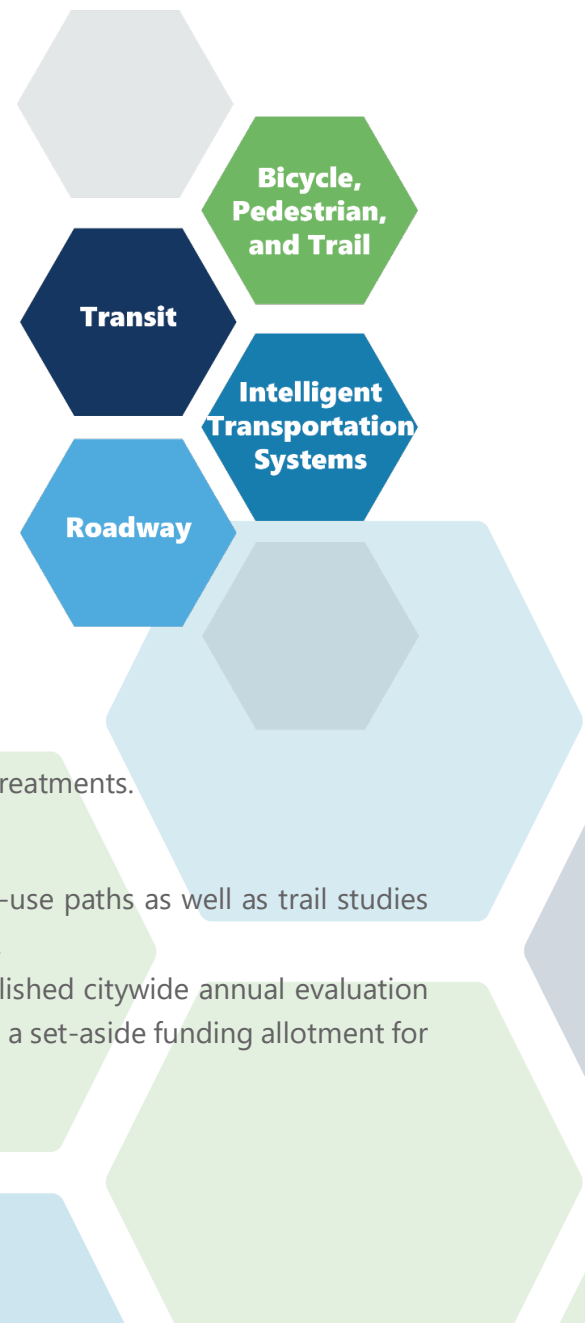 Bicycle,
Pedestrian,
and Trail
Transit
Intelligent
Transportation
Systems
Roadway
reatments.
-use paths as well as trail studies
lished citywide annual evaluation
a set-aside funding allotment for